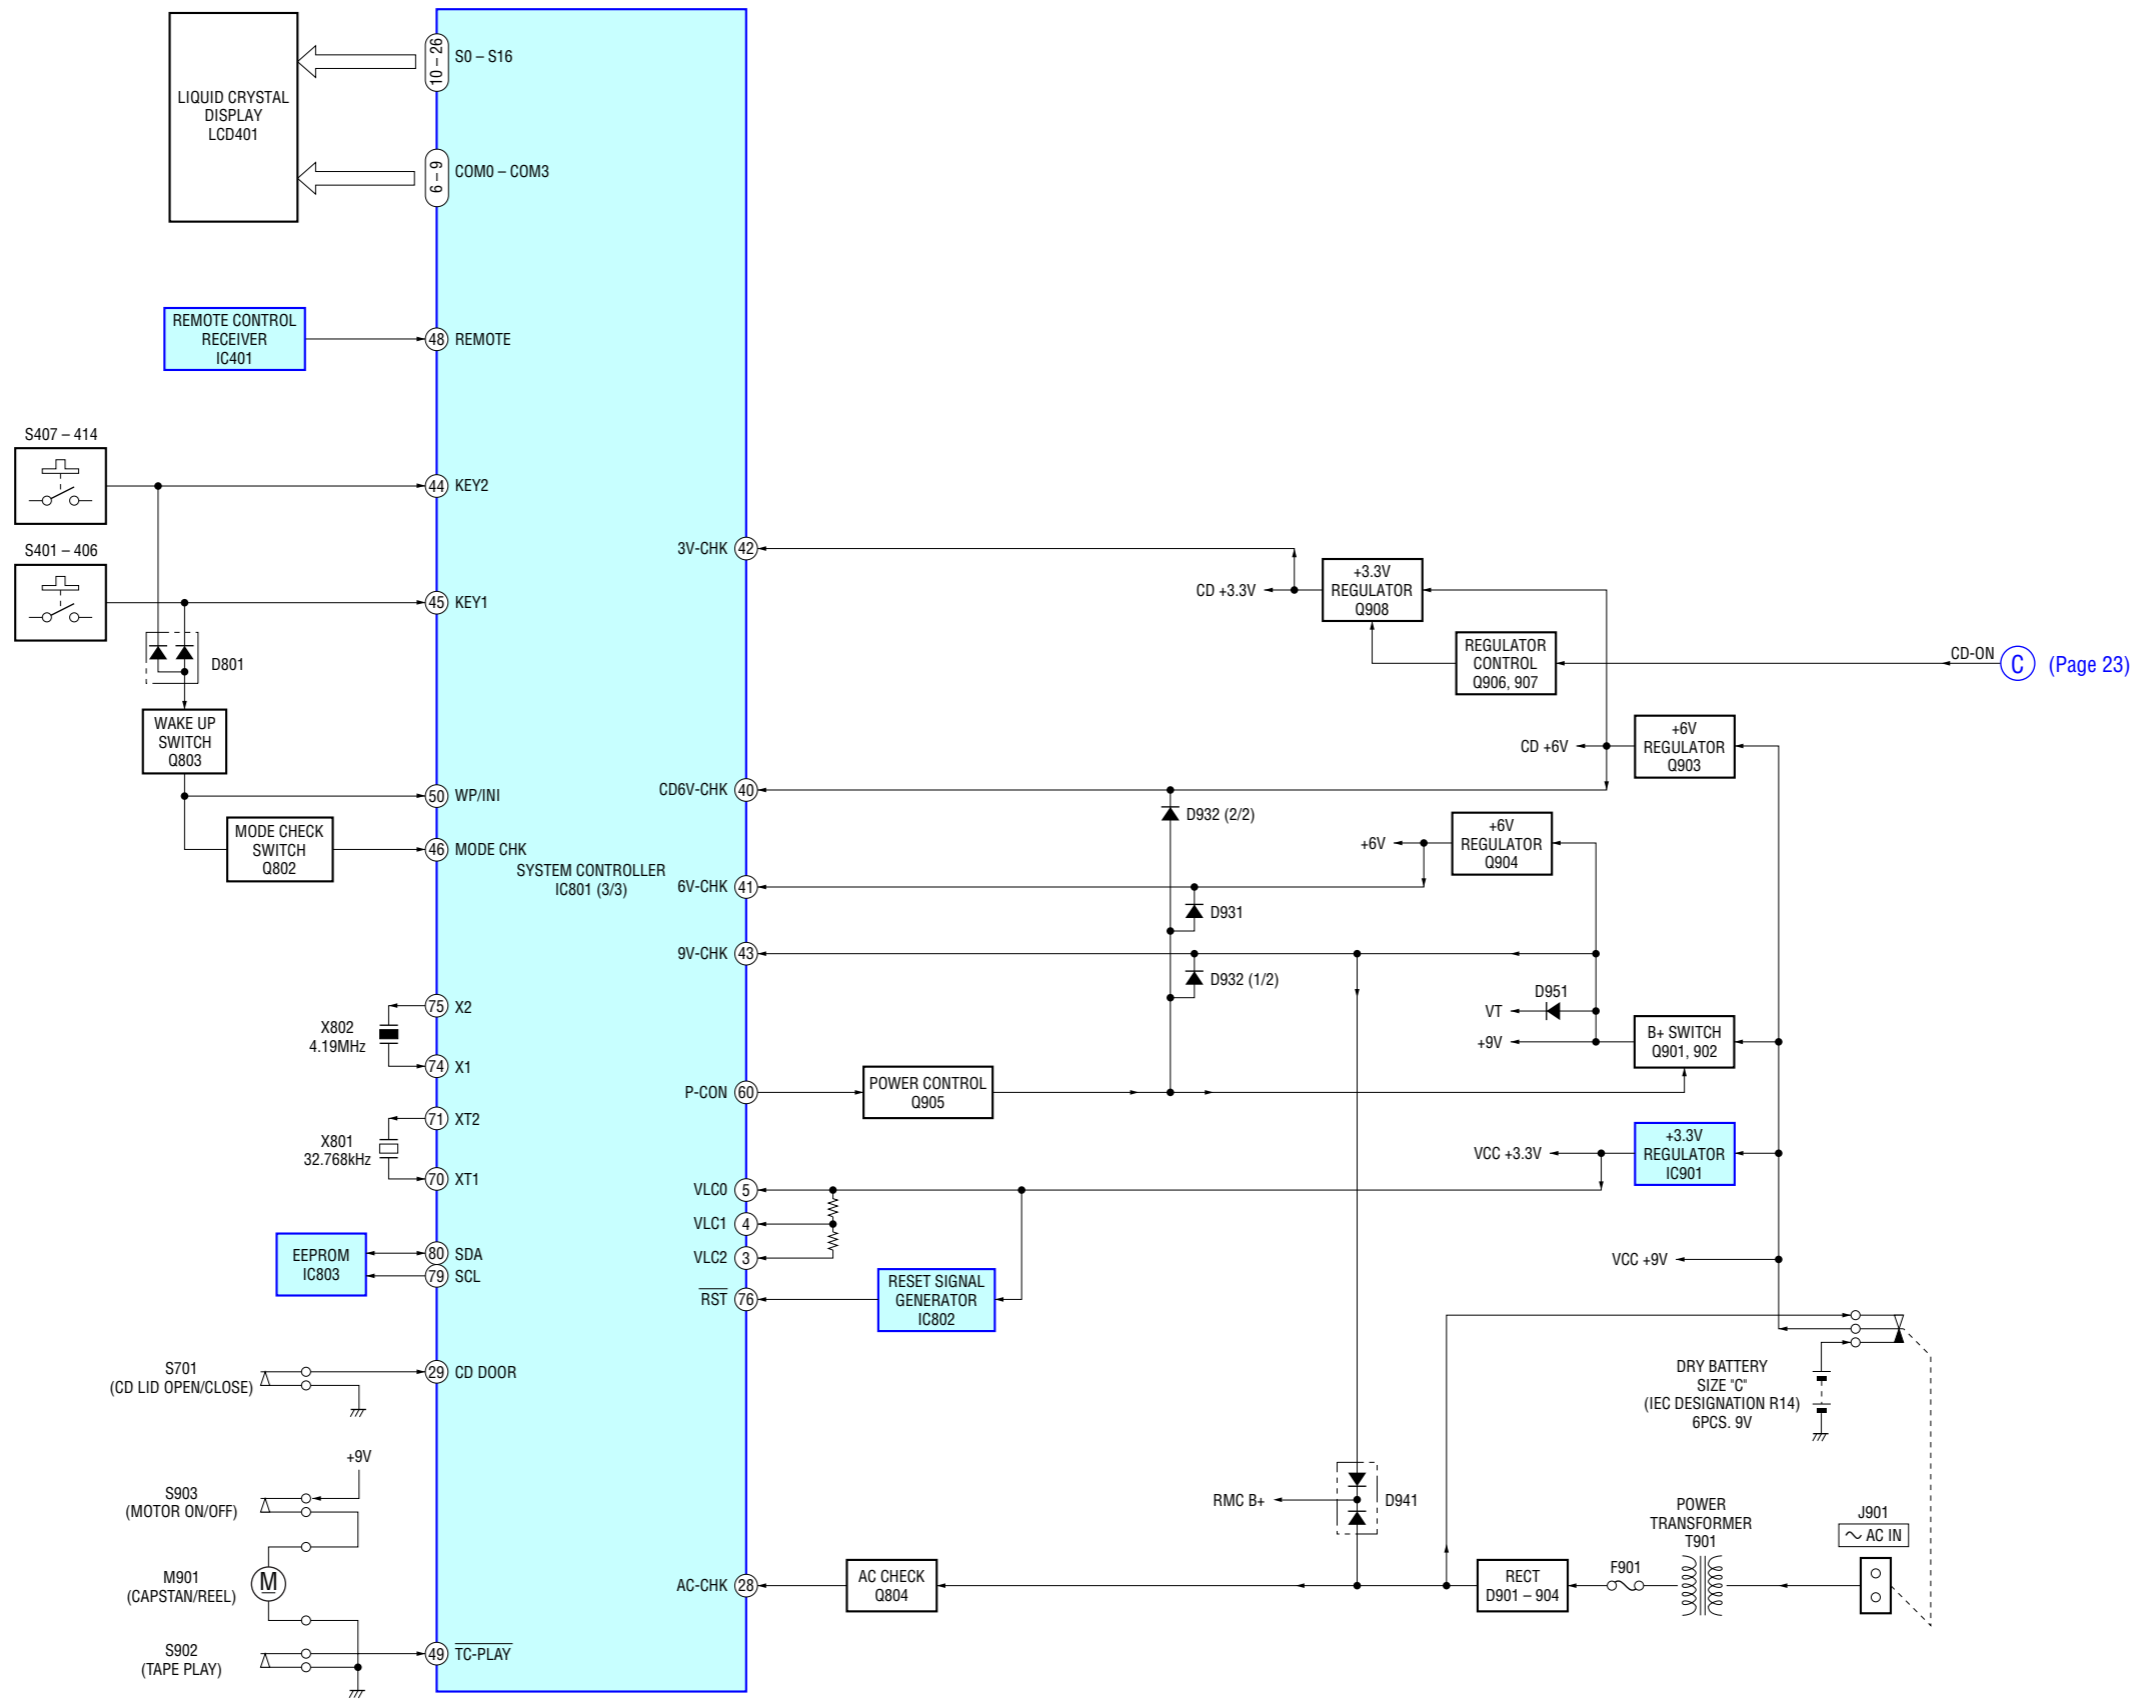 10 – 26
S0 – S16
LIQUID CRYSTAL
DISPLAY
LCD401
6 – 9
COM0 – COM3
REMOTE CONTROL
RECEIVER
IC401
48
REMOTE
S407 – 414
44
KEY2
S401 – 406
45
KEY1
D801
WAKE UP
SWITCH
Q803
50
WP/INI
MODE CHECK
SWITCH
Q802
46
MODE CHK
SYSTEM CONTROLLER
IC801 (3/3)
X802
4.19MHz
75
X2
74
X1
X801
32.768kHz
71
XT2
70
XT1
EEPROM
IC803
80
SDA
79
SCL
S701
(CD LID OPEN/CLOSE)
29
CD DOOR
+9V
S903
(MOTOR ON/OFF)
M
M901
(CAPSTAN/REEL)
S902
(TAPE PLAY)
49
TC-PLAY
3V-CHK
42
CD +3.3V
+3.3V
REGULATOR
Q908
REGULATOR
CONTROL
Q906, 907
CD-ON
C
(Page 23)
CD +6V
+6V
REGULATOR
Q903
CD6V-CHK
40
D932 (2/2)
+6V
+6V
REGULATOR
Q904
6V-CHK
41
D931
9V-CHK
43
D932 (1/2)
D951
VT
+9V
B+ SWITCH
Q901, 902
P-CON
60
POWER CONTROL
Q905
VCC +3.3V
+3.3V
REGULATOR
IC901
VLC0
5
VLC1
4
VLC2
3
RST
76
RESET SIGNAL
GENERATOR
IC802
VCC +9V
DRY BATTERY
SIZE "C"
(IEC DESIGNATION R14)
6PCS. 9V
RMC B+
D941
POWER
TRANSFORMER
T901
J901
AC IN
AC-CHK
28
AC CHECK
Q804
RECT
D901 – 904
F901